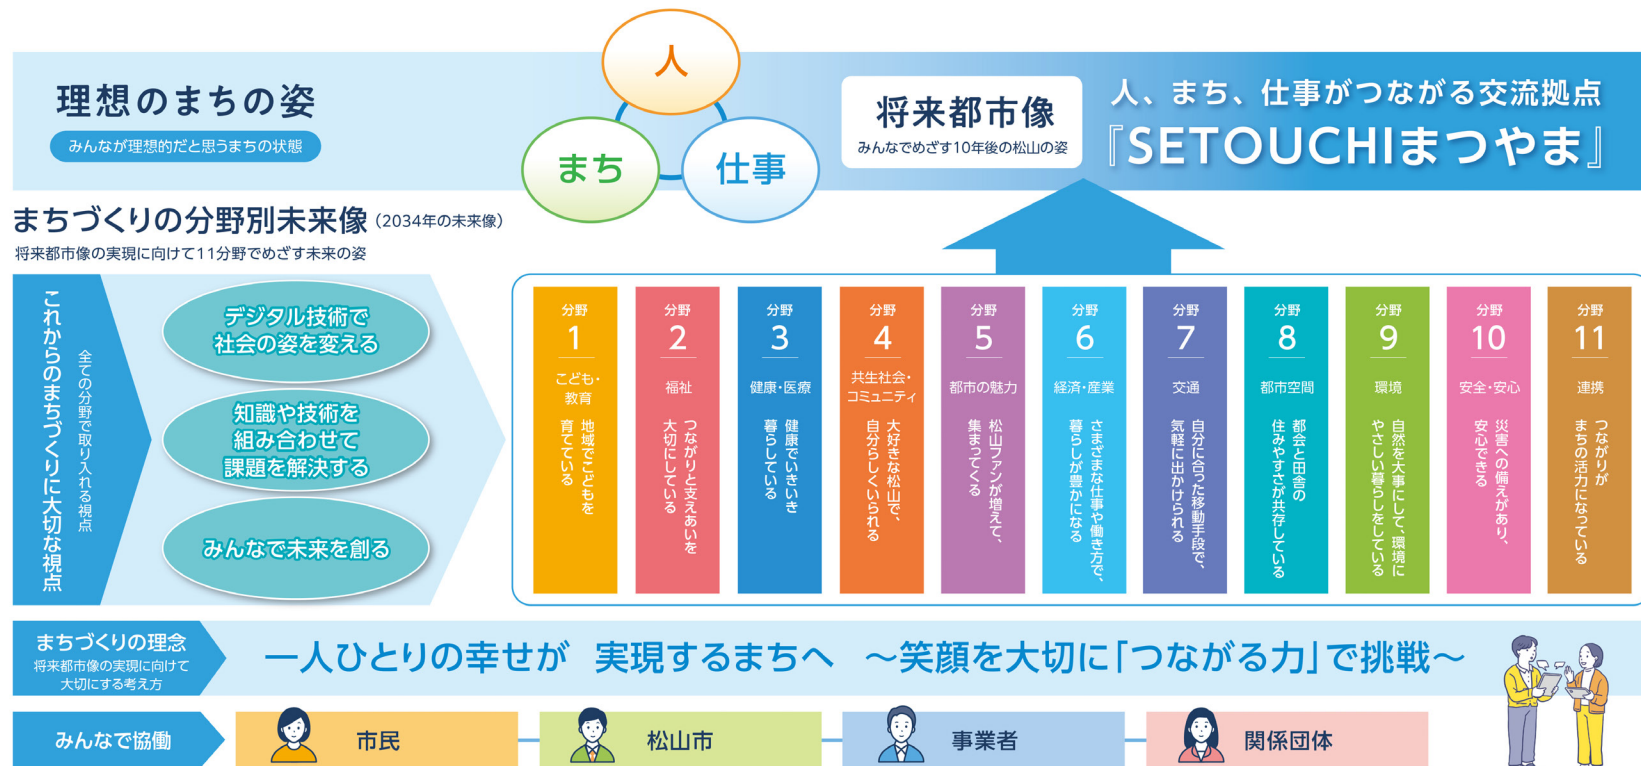 理想のまちの姿
みんなが理想的だと思うまちの状態
人
まち
仕事
将来都市像
みんなでめざす10年後の松山の姿
人、まち、仕事がつながる交流拠点
『SETOUCHIまつやま』
まちづくりの分野別未来像(2034年の未来像)
将来都市像の実現に向けて11分野でめざす未来の姿
これからのまちづくりに大切な視点
全ての分野で取り入れる視点
デジタル技術で
社会の姿を変える
知識や技術を
組み合わせて
課題を解決する
みんなで未来を創る
分野
1
こども・
教育
地域でこどもを
育てている
分野
2
福祉
つながりと支えあいを
大切にしている
分野
3
健康・医療
健康でいきいき
暮らしている
分野
4
共生社会・
コミュニティ
大好きな松山で、
自分らしくいられる
分野
5
都市の魅力
松山ファンが増えて、
集まってくる
分野
6
経済・産業
さまざまな仕事や働き方で、
暮らしが豊かになる
分野
7
交通
自分に合った移動手段で、
気軽に出かけられる
分野
8
都市空間
都会と田舎の
住みやすさが共存している
分野
9
環境
自然を大事にして、環境に
やさしい暮らしをしている
分野
10
安全・安心
災害への備えがあり、
安心できる
分野
11
連携
つながりが
まちの活力になっている
まちづくりの理念
将来都市像の実現に向けて
大切にする考え方
一人ひとりの幸せが 実現するまちへ ～笑顔を大切に「つながる力」で挑戦～
みんなで協働
市民
松山市
事業者
関係団体